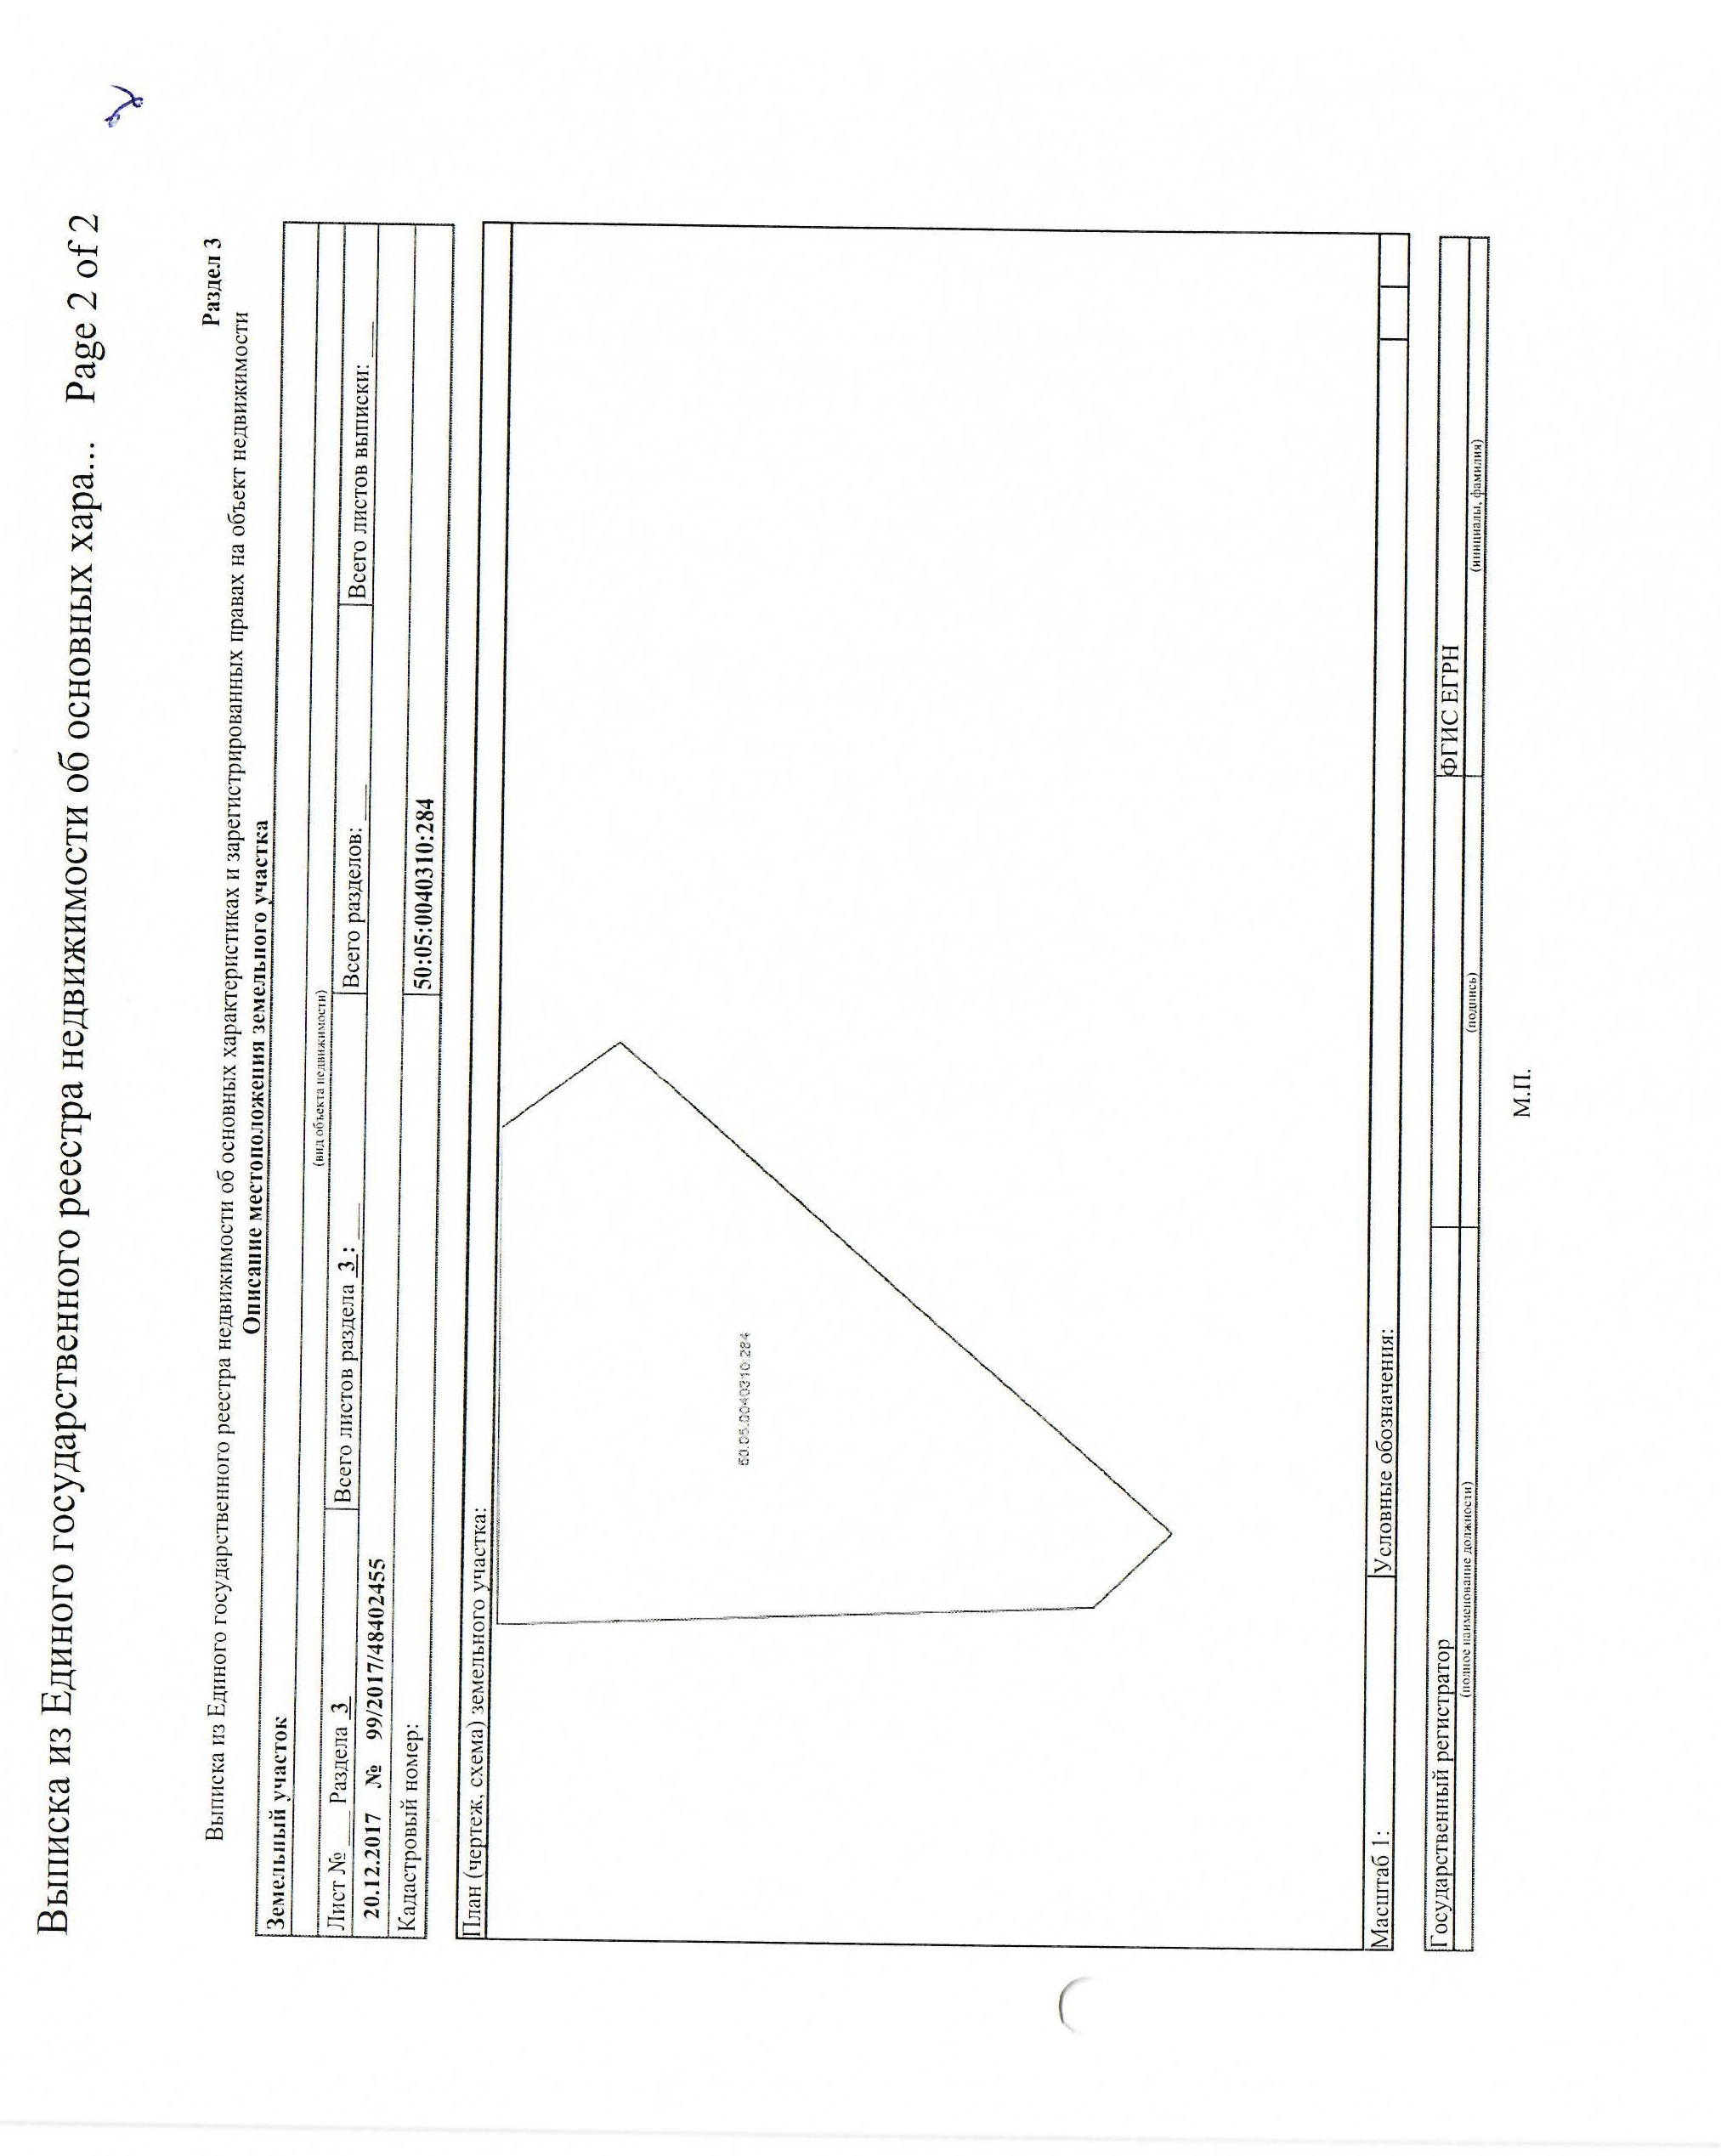 Выписка из Единого государственного реестра недвижимости об основных хара... Page 2 of 2
Раздел 3
Выписка из Единого государственного реестра недвижимости об основных характеристиках и зарегистрированных правах на объект недвижимости
Описание местоположения земельного участка
Земельный участок
(вид объекта недвижимости)
Лист № ___ Раздела 3 Всего листов раздела 3 : ___ Всего разделов: ___ Всего листов выписки: ___
20.12.2017 № 99/2017/48402455
Кадастровый номер: 50:05:0040310:284
План (чертеж, схема) земельного участка:
50:05:0040310:284
Масштаб 1: Условные обозначения:
Государственный регистратор ФГИС ЕГРН
(полное наименование должности) (подпись) (инициалы, фамилия)
М.П.